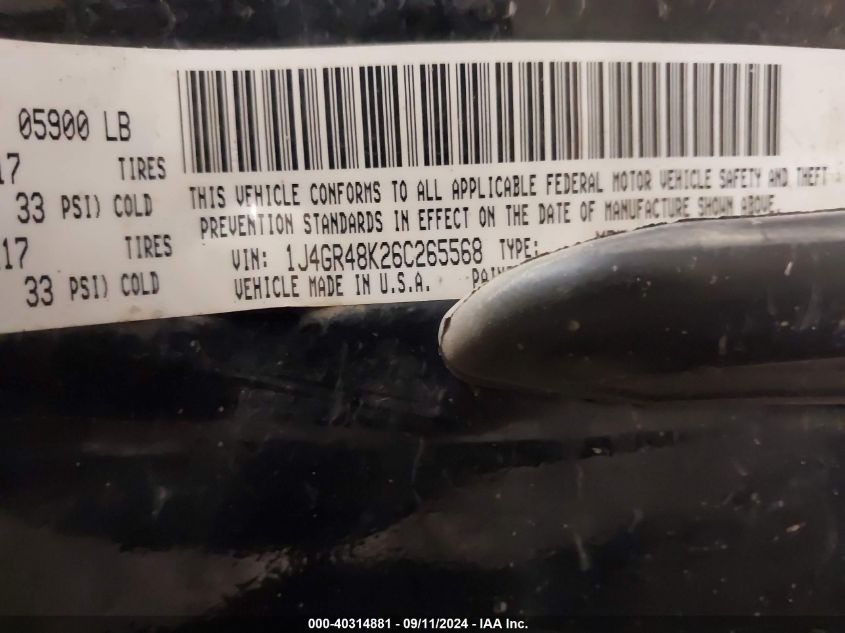 05900 LB
17 TIRES
33 PSI) COLD
17 TIRES
33 PSI) COLD
THIS VEHICLE CONFORMS TO ALL APPLICABLE FEDERAL MOTOR VEHICLE SAFETY AND THEFT
PREVENTION STANDARDS IN EFFECT ON THE DATE OF MANUFACTURE SHOWN ABOVE.
VIN: 1J4GR48K26C265568 TYPE:
VEHICLE MADE IN U.S.A.
000-40314881 - 09/11/2024 - IAA Inc.